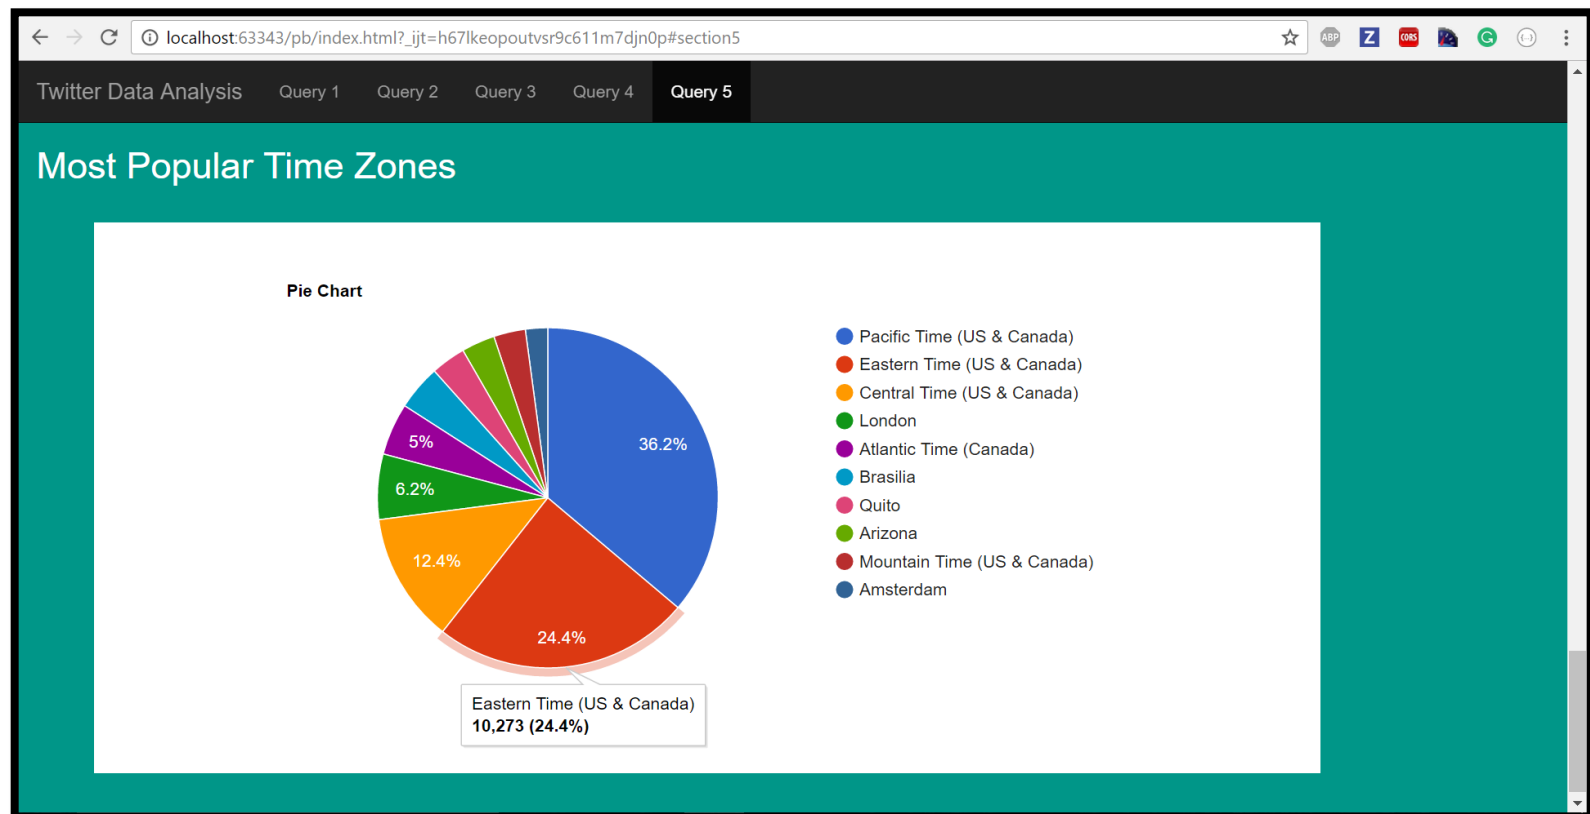 localhost:63343/pb/index.html?_ijt=h67lkeopoutvsr9c611m7djn0p#section5
ABP Z CORS G {--}
Twitter Data Analysis Query 1 Query 2 Query 3 Query 4 Query 5
Most Popular Time Zones
Pie Chart
36.2%
24.4%
12.4%
6.2%
5%
Pacific Time (US & Canada)
Eastern Time (US & Canada)
Central Time (US & Canada)
London
Atlantic Time (Canada)
Brasilia
Quito
Arizona
Mountain Time (US & Canada)
Amsterdam
Eastern Time (US & Canada)
10,273 (24.4%)